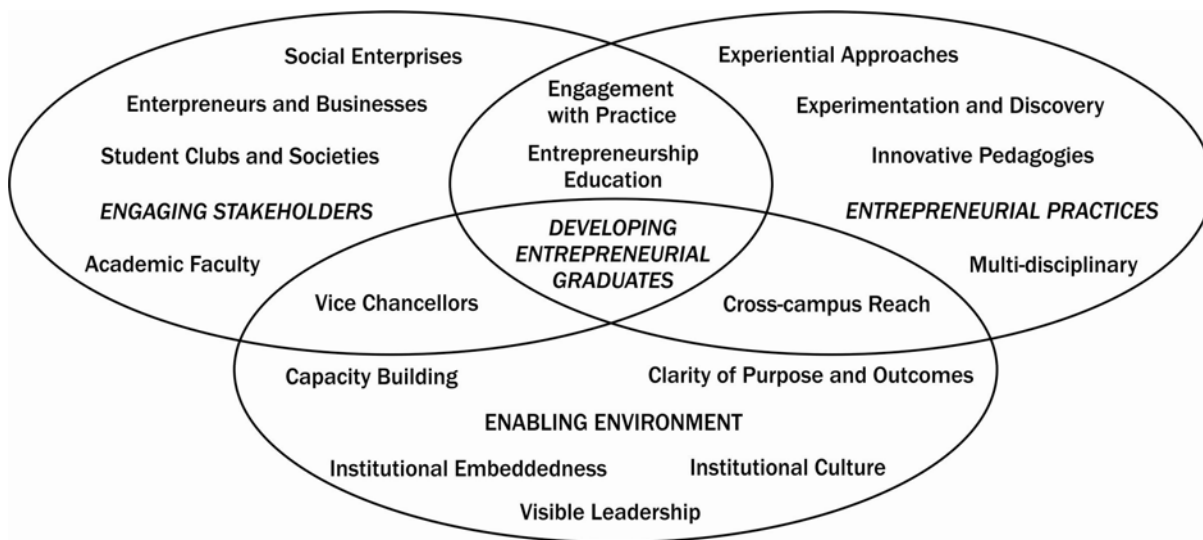 Social Enterprises
Experiential Approaches
Engagement
with Practice
Enterpreneurs and Businesses
Experimentation and Discovery
Student Clubs and Societies
Entrepreneurship
Education
Innovative Pedagogies
ENGAGING STAKEHOLDERS
ENTREPRENEURIAL PRACTICES
DEVELOPING
ENTREPRENEURIAL
GRADUATES
Academic Faculty
Multi-disciplinary
Vice Chancellors
Cross-campus Reach
Capacity Building
Clarity of Purpose and Outcomes
ENABLING ENVIRONMENT
Institutional Embeddedness
Institutional Culture
Visible Leadership